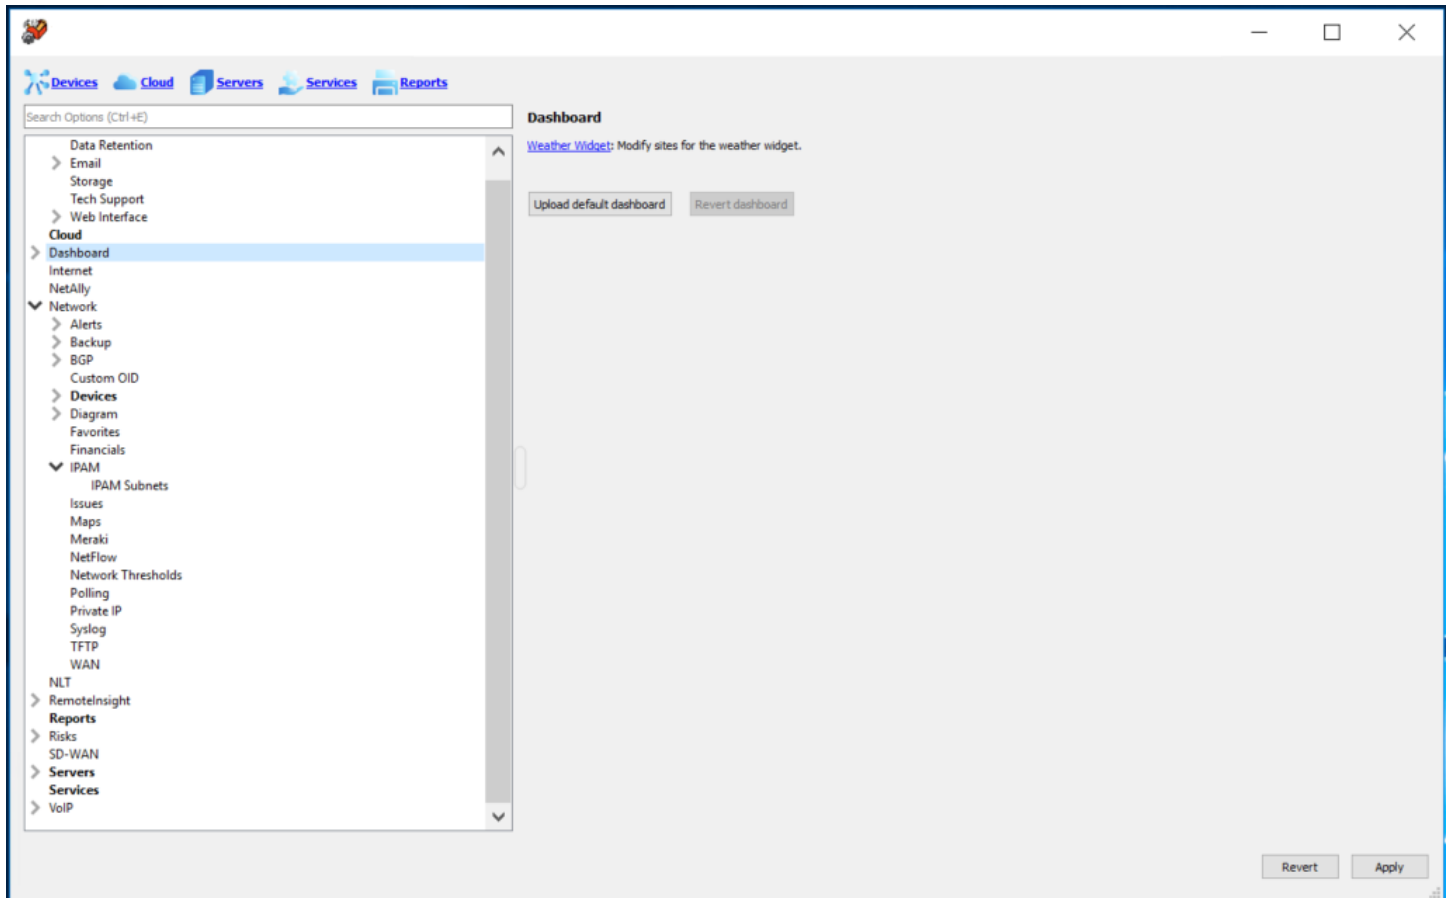 Devices Cloud Servers Services Reports
Search Options (Ctrl+E)
Data Retention
Email
Storage
Tech Support
Web Interface
Cloud
Dashboard
Internet
NetAlly
Network
Alerts
Backup
BGP
Custom OID
Devices
Diagram
Favorites
Financials
IPAM
IPAM Subnets
Issues
Maps
Meraki
NetFlow
Network Thresholds
Polling
Private IP
Syslog
TFTP
WAN
NLT
RemoteInsight
Reports
Risks
SD-WAN
Servers
Services
VoIP
Dashboard
Weather Widget: Modify sites for the weather widget.
Upload default dashboard Revert dashboard
Revert Apply